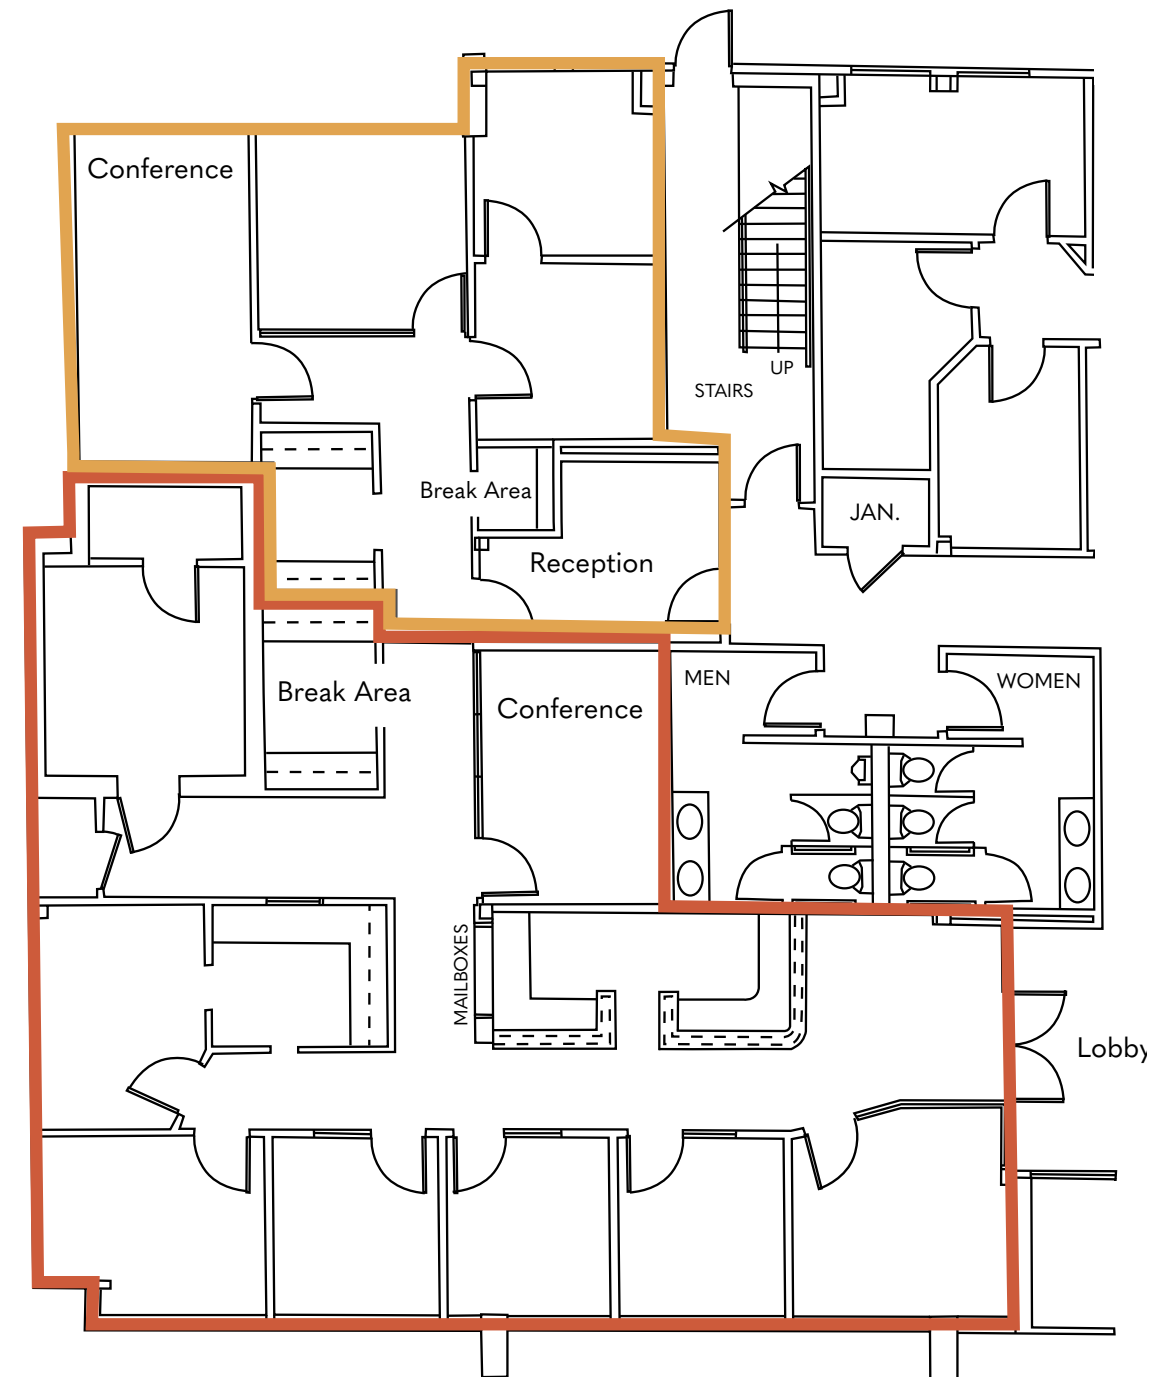 Conference
UP
STAIRS
Break Area
JAN.
Reception
MEN
WOMEN
Break Area
Conference
MAILBOXES
Lobby